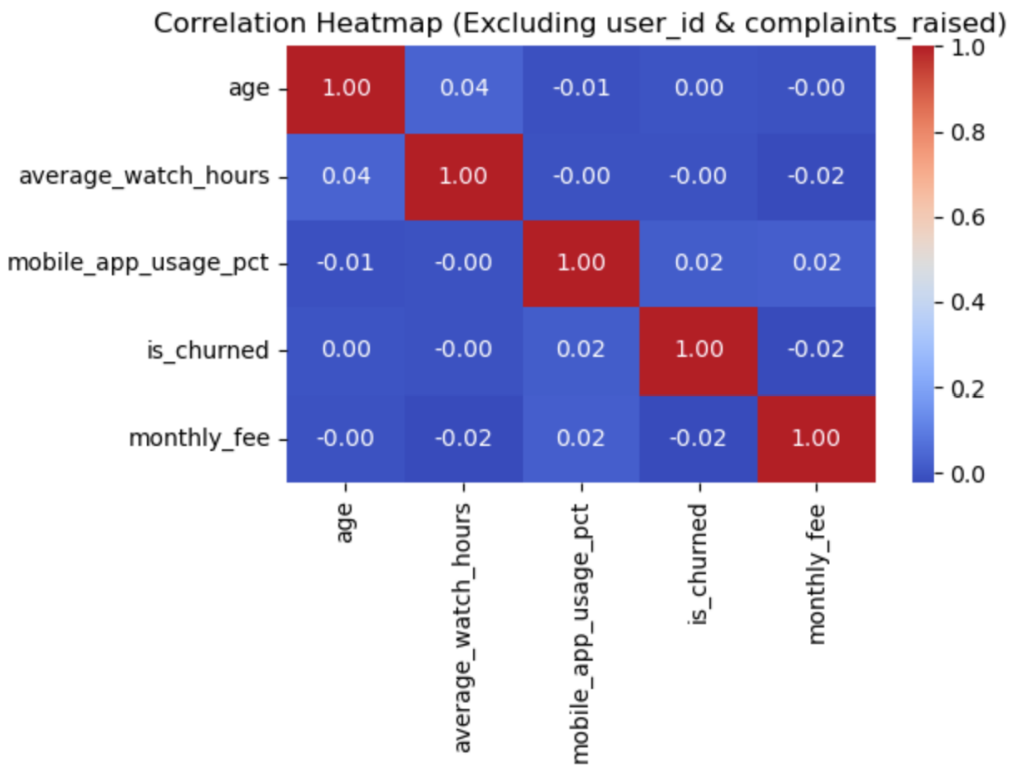 Correlation Heatmap (Excluding user_id & complaints_raised)
age 1.00 0.04 -0.01 0.00 -0.00
average_watch_hours 0.04 1.00 -0.00 -0.00 -0.02
mobile_app_usage_pct -0.01 -0.00 1.00 0.02 0.02
is_churned 0.00 -0.00 0.02 1.00 -0.02
monthly_fee -0.00 -0.02 0.02 -0.02 1.00
age
average_watch_hours
mobile_app_usage_pct
is_churned
monthly_fee
1.0
0.8
0.6
0.4
0.2
0.0